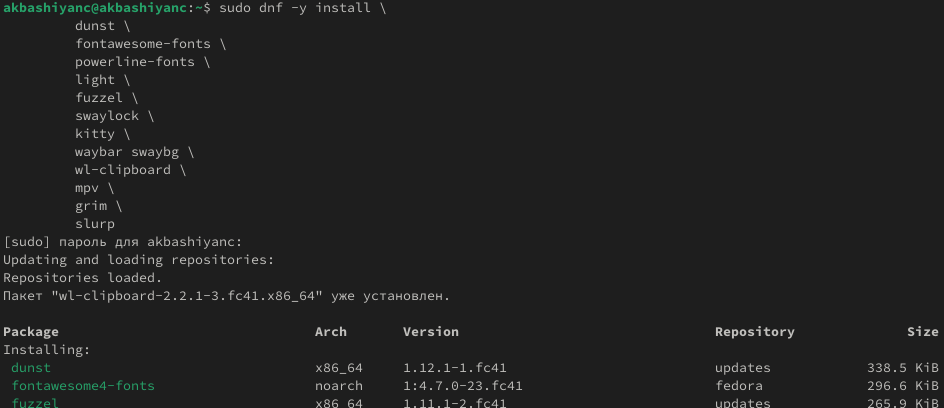 akbashiyanc@akbashiyanc:~$ sudo dnf -y install \
dunst \
fontawesome-fonts \
powerline-fonts \
light \
fuzzel \
swaylock \
kitty \
waybar swaybg \
wl-clipboard \
mpv \
grim \
slurp
[sudo] пароль для akbashiyanc:
Updating and loading repositories:
Repositories loaded.
Пакет "wl-clipboard-2.2.1-3.fc41.x86_64" уже установлен.
Package Arch Version Repository Size
Installing:
dunst x86_64 1.12.1-1.fc41 updates 338.5 KiB
fontawesome4-fonts noarch 1:4.7.0-23.fc41 fedora 296.6 KiB
fuzzel x86_64 1.11.1-2.fc41 updates 265.9 KiB